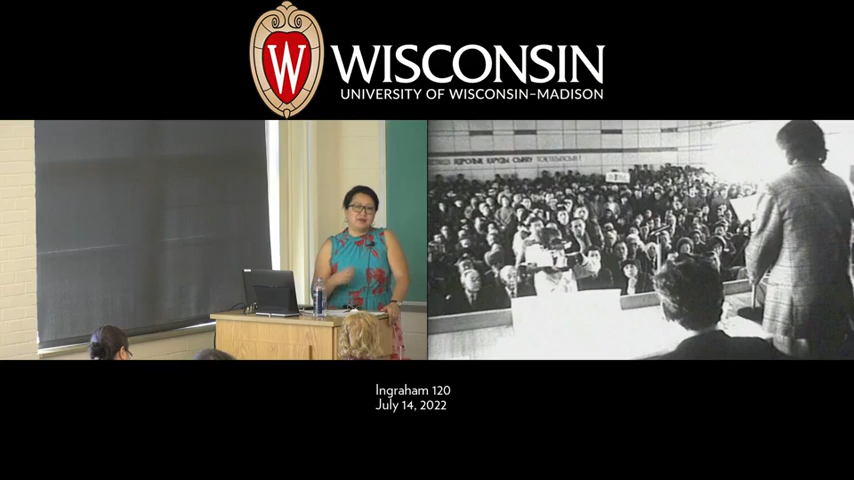 W
WISCONSIN
UNIVERSITY OF WISCONSIN–MADISON
Ingraham 120
July 14, 2022